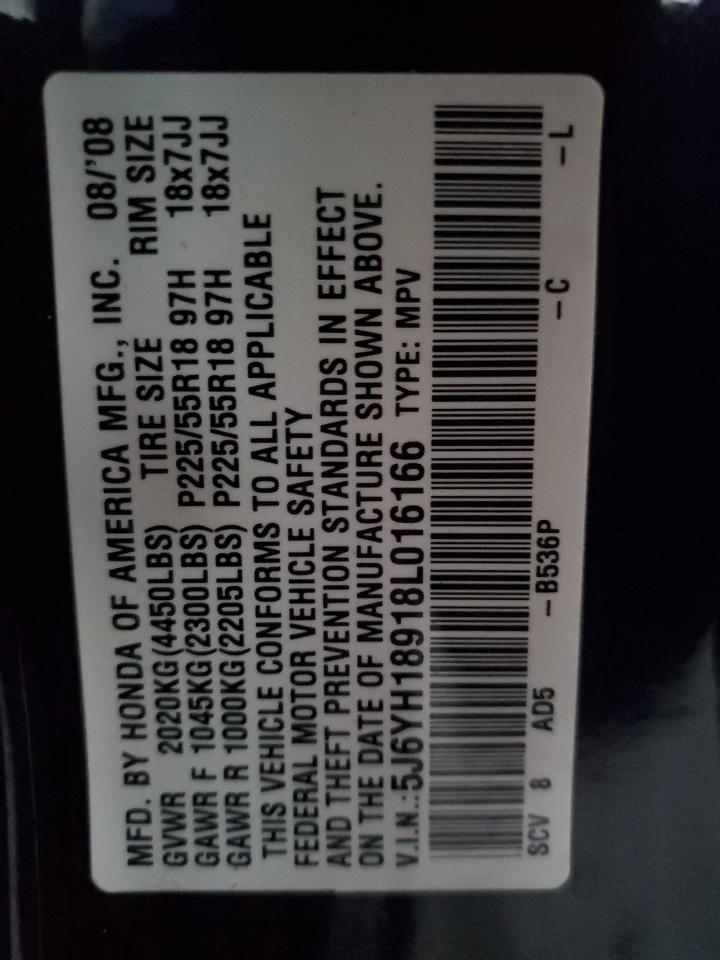 MFD. BY HONDA OF AMERICA MFG., INC. 08/'08
GVWR 2020KG(4450LBS) TIRE SIZE RIM SIZE
GAWR F 1045KG(2300LBS) P225/55R18 97H 18x7JJ
GAWR R 1000KG(2205LBS) P225/55R18 97H 18x7JJ
THIS VEHICLE CONFORMS TO ALL APPLICABLE
FEDERAL MOTOR VEHICLE SAFETY
AND THEFT PREVENTION STANDARDS IN EFFECT
ON THE DATE OF MANUFACTURE SHOWN ABOVE.
V.I.N.:5J6YH18918L016166 TYPE: MPV
SCV 8 AD5 –B536P –C –L